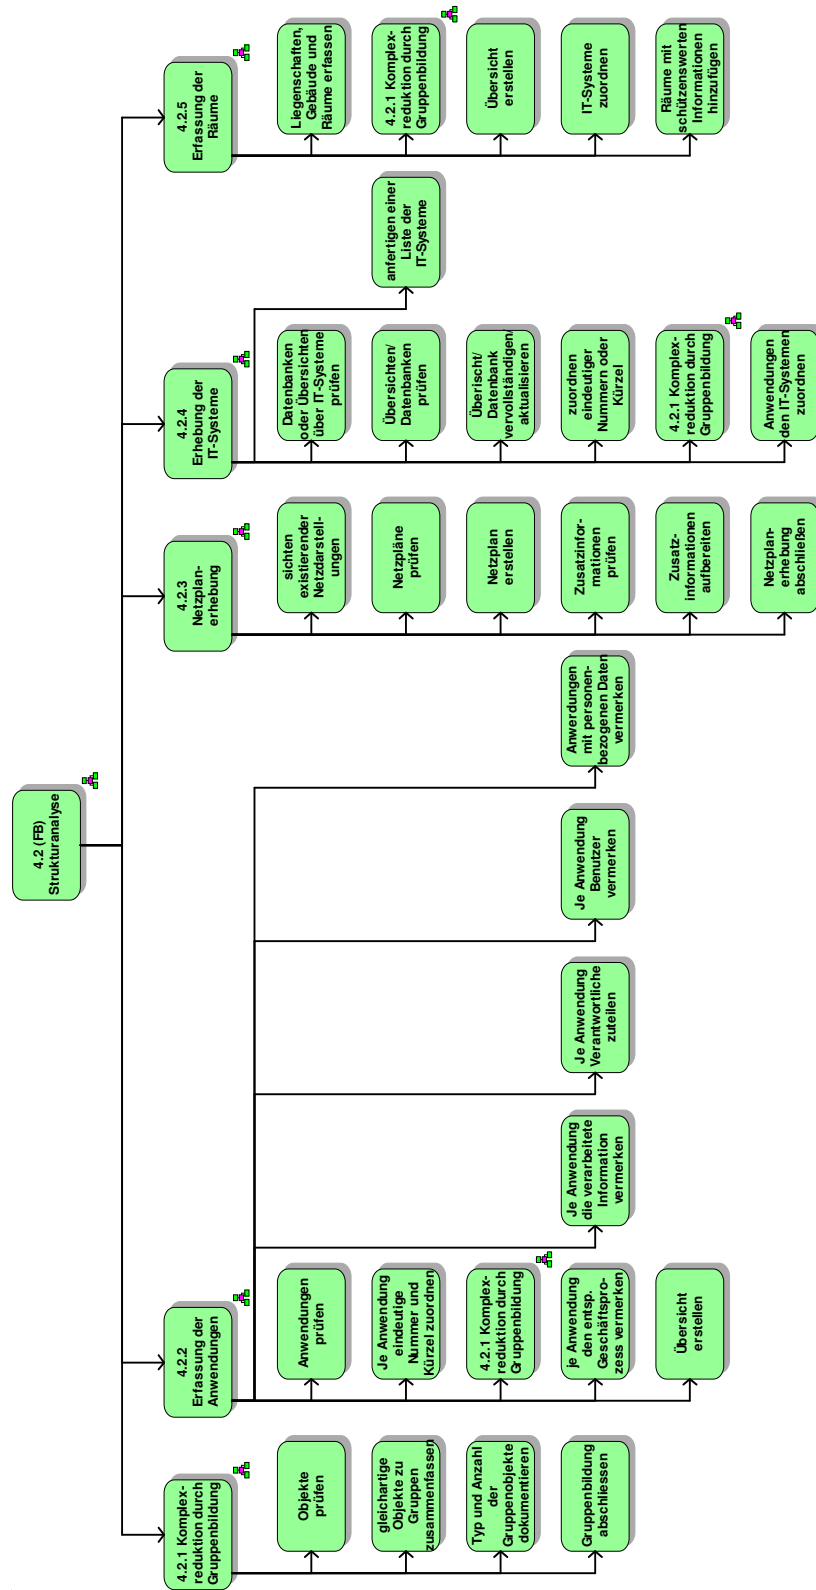 4.2 (FB)
Strukturanalyse
4.2.1 Komplex-
reduktion durch
Gruppenbildung
Objekte
prüfen
gleichartige
Objekte zu
Gruppen
zusammenfassen
Typ und Anzahl
der
Gruppenobjekte
dokumentieren
Gruppenbildung
abschliessen
4.2.2
Erfassung der
Anwendungen
Anwendungen
prüfen
Je Anwendung
eindeutige
Nummer und
Kürzel zuordnen
4.2.1 Komplex-
reduktion durch
Gruppenbildung
je Anwendung
den entsp.
Geschäftspro-
zess vermerken
Übersicht
erstellen
Je Anwendung
die verarbeitete
Information
vermerken
Je Anwendung
Verantwortliche
zuteilen
Je Anwendung
Benutzer
vermerken
Anwerdungen
mit personen-
bezogenen Daten
vermerken
4.2.3
Netzplan-
erhebung
sichten
existierender
Netzdarstell-
ungen
Netzpläne
prüfen
Netzplan
erstellen
Zusatzinfor-
mationen
prüfen
Zusatz-
informationen
aufbereiten
Netzplan-
erhebung
abschließen
4.2.4
Erhebung der
IT-Systeme
Datenbanken
oder Übersichten
über IT-Systeme
prüfen
Übersichten/
Datenbanken
prüfen
Überischt/
Datenbank
vervollständigen/
aktualisieren
zuordnen
eindeutiger
Nummern oder
Kürzel
4.2.1 Komplex-
reduktion durch
Gruppenbildung
Anwendungen
den IT-Systemen
zuordnen
anfertigen einer
Liste der
IT-Systeme
4.2.5
Erfassung der
Räume
Liegenschaften,
Gebäude und
Räume erfassen
4.2.1 Komplex-
reduktion durch
Gruppenbildung
Übersicht
erstellen
IT-Systeme
zuordnen
Räume mit
schützenswerten
Informationen
hinzufügen